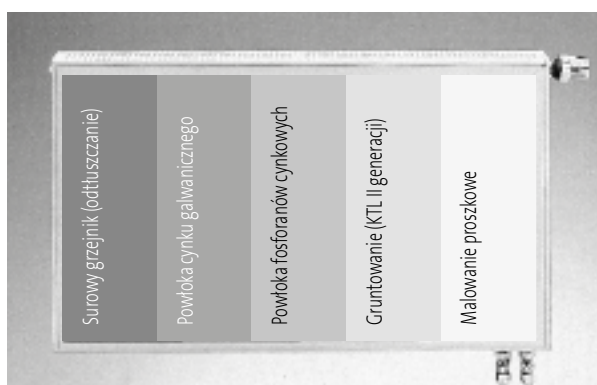 Surowy grzejnik (odtłuszczanie)
Powłoka cynku galwanicznego
Powłoka fosforanów cynkowych
Gruntowanie (KTL II generacji)
Malowanie proszkowe